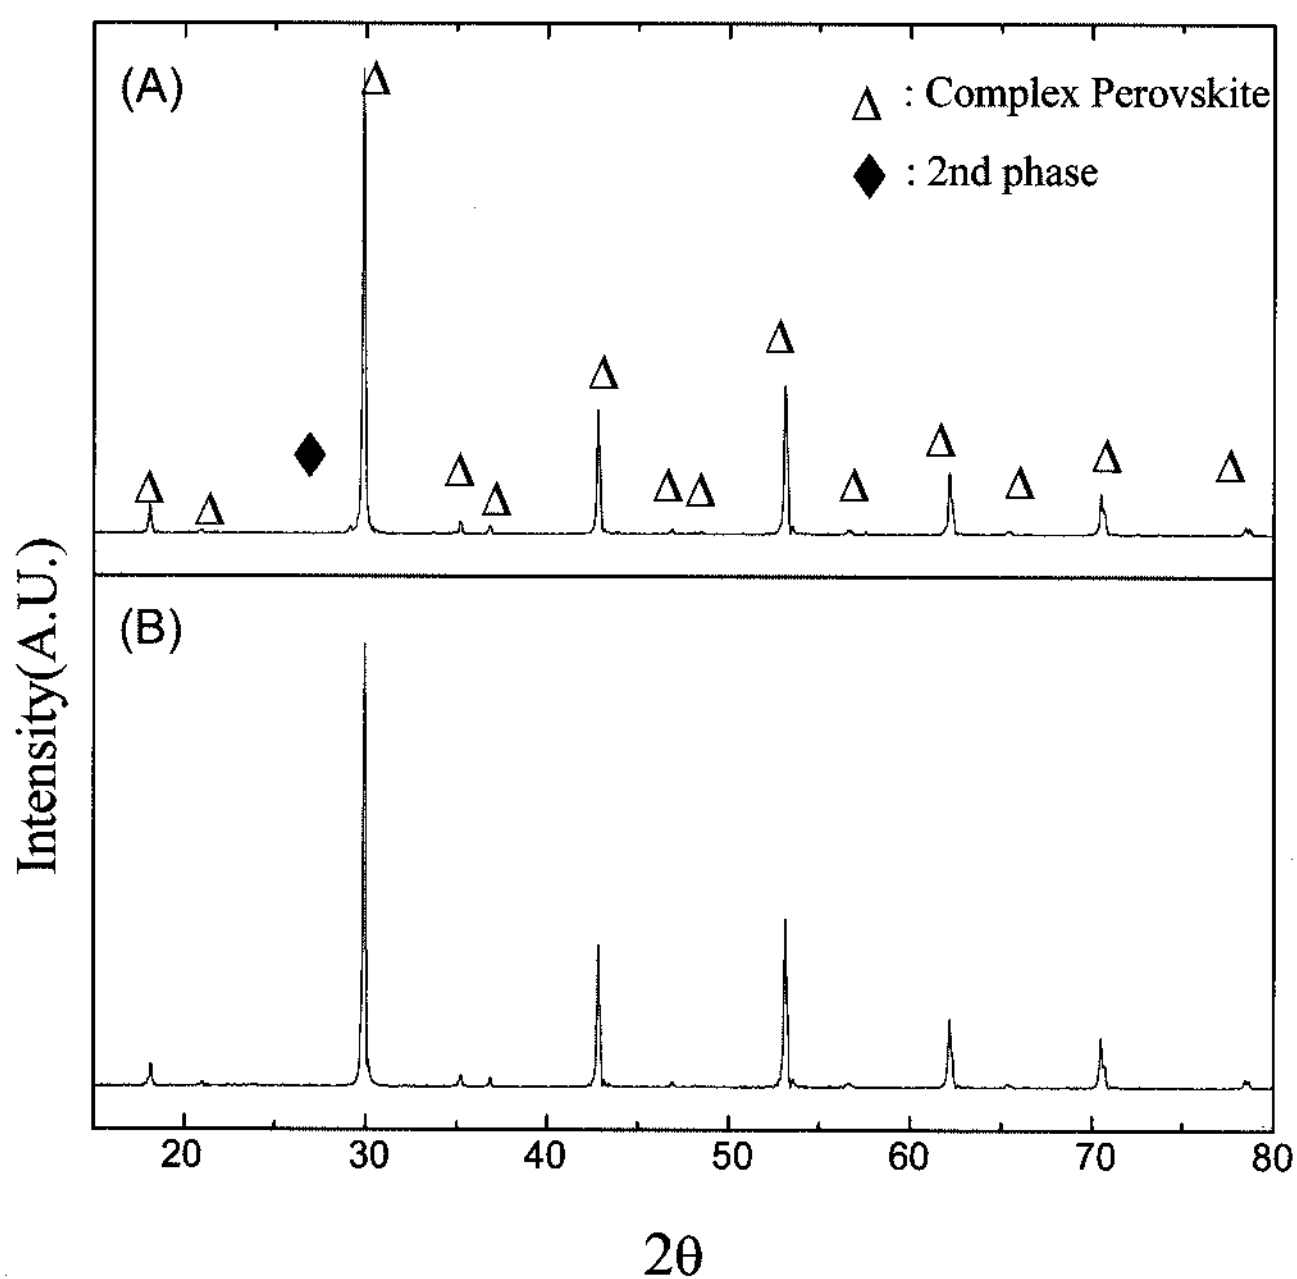 (A)
Δ : Complex Perovskite
◆ : 2nd phase
(B)
Intensity(A.U.)
20 30 40 50 60 70 80
2θ